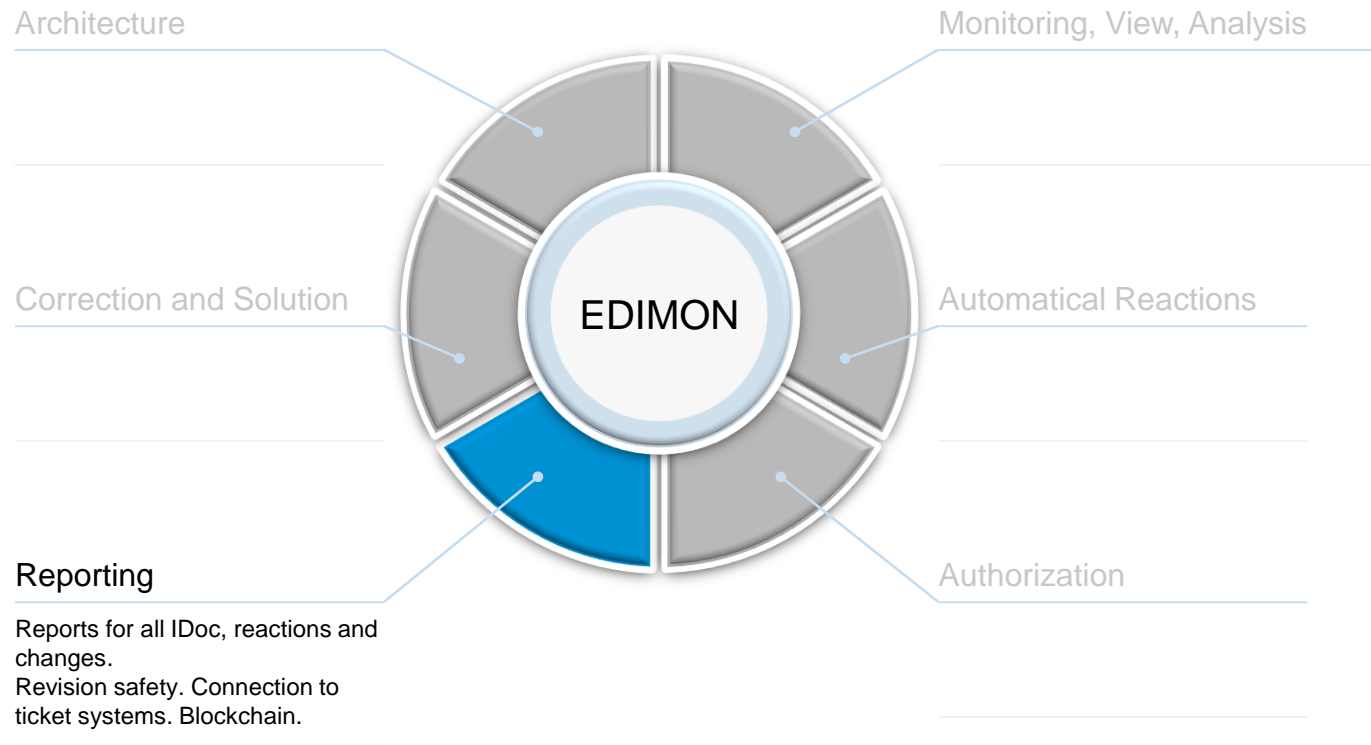 Architecture
Monitoring, View, Analysis
Correction and Solution
EDIMON
Automatical Reactions
Reporting
Reports for all IDoc, reactions and
changes.
Revision safety. Connection to
ticket systems. Blockchain.
Authorization